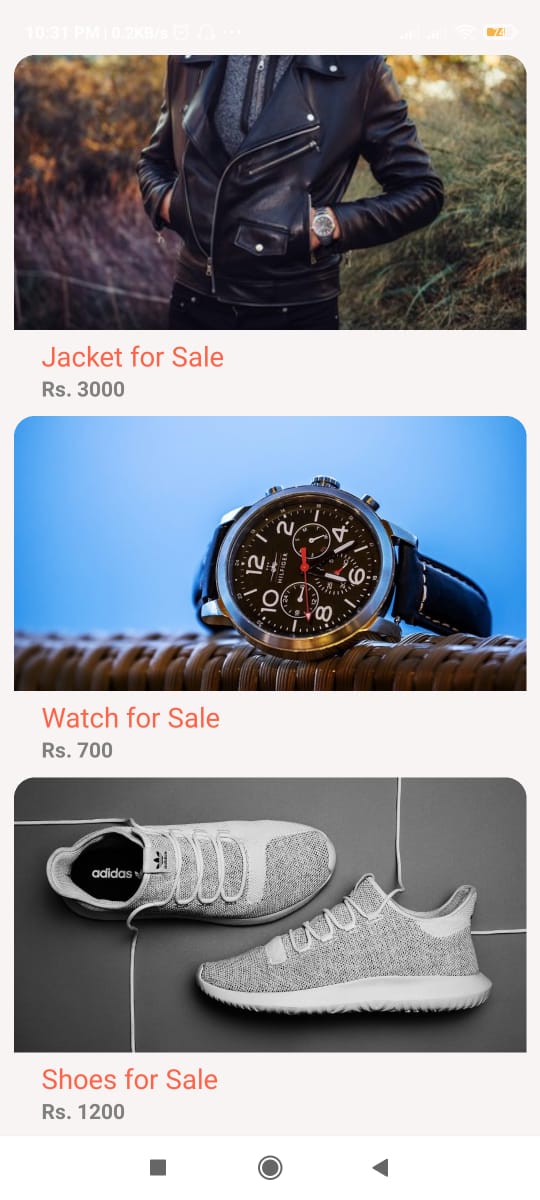 10:31 PM | 0.2KB/s
24
Jacket for Sale
Rs. 3000
2
4
12
6
10
8
HILFIGER
Watch for Sale
Rs. 700
adidas
Shoes for Sale
Rs. 1200